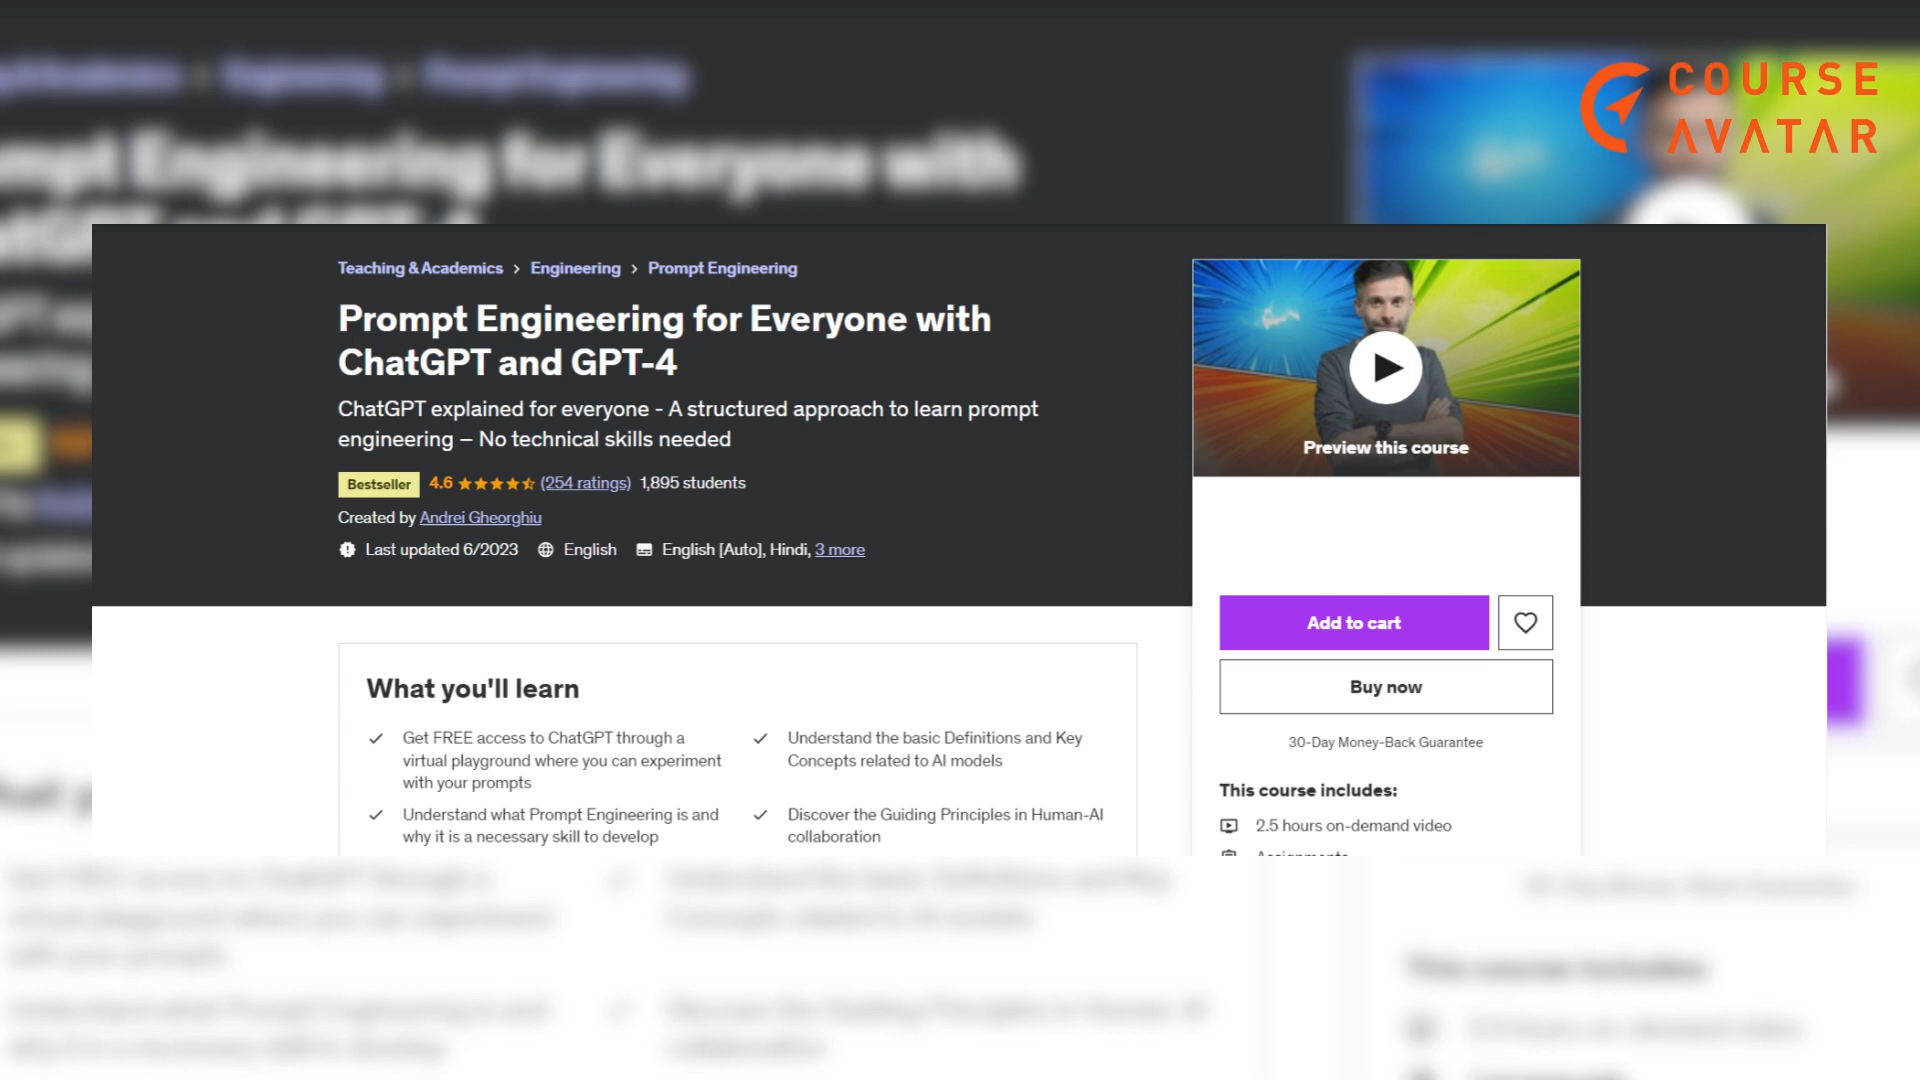 COURSE
AVATAR
Teaching & Academics > Engineering > Prompt Engineering
Prompt Engineering for Everyone with
ChatGPT and GPT-4
ChatGPT explained for everyone - A structured approach to learn prompt
engineering – No technical skills needed
Bestseller 4.6 (254 ratings) 1,895 students
Created by Andrei Gheorghiu
Last updated 6/2023 English English [Auto], Hindi, 3 more
Preview this course
Add to cart
Buy now
30-Day Money-Back Guarantee
This course includes:
2.5 hours on-demand video
What you'll learn
Get FREE access to ChatGPT through a
virtual playground where you can experiment
with your prompts
Understand the basic Definitions and Key
Concepts related to AI models
Understand what Prompt Engineering is and
why it is a necessary skill to develop
Discover the Guiding Principles in Human-AI
collaboration